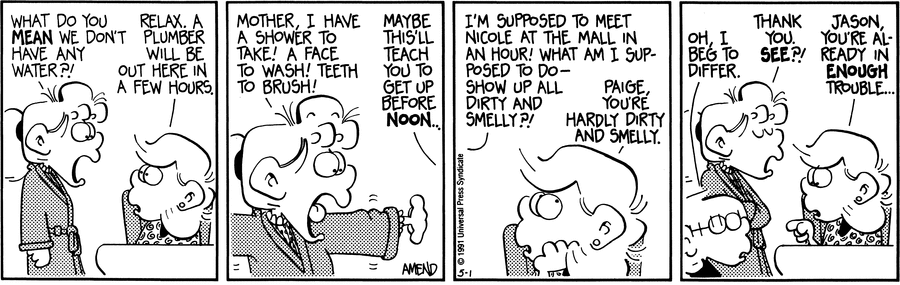 WHAT DO YOU
MEAN WE DON'T
HAVE ANY
WATER?!
RELAX. A
PLUMBER
WILL BE
OUT HERE IN
A FEW HOURS.
MOTHER, I HAVE
A SHOWER TO
TAKE! A FACE
TO WASH! TEETH
TO BRUSH!
MAYBE
THIS'LL
TEACH
YOU TO
GET UP
BEFORE
NOON...
AMEND
I'M SUPPOSED TO MEET
NICOLE AT THE MALL IN
AN HOUR! WHAT AM I SUP-
POSED TO DO—
SHOW UP ALL
DIRTY AND
SMELLY?!
PAIGE,
YOU'RE
HARDLY DIRTY
AND SMELLY.
© 1991 Universal Press Syndicate
5-1
OH, I
BEG TO
DIFFER.
THANK
YOU.
SEE?!
JASON,
YOU'RE AL-
READY IN
ENOUGH
TROUBLE...